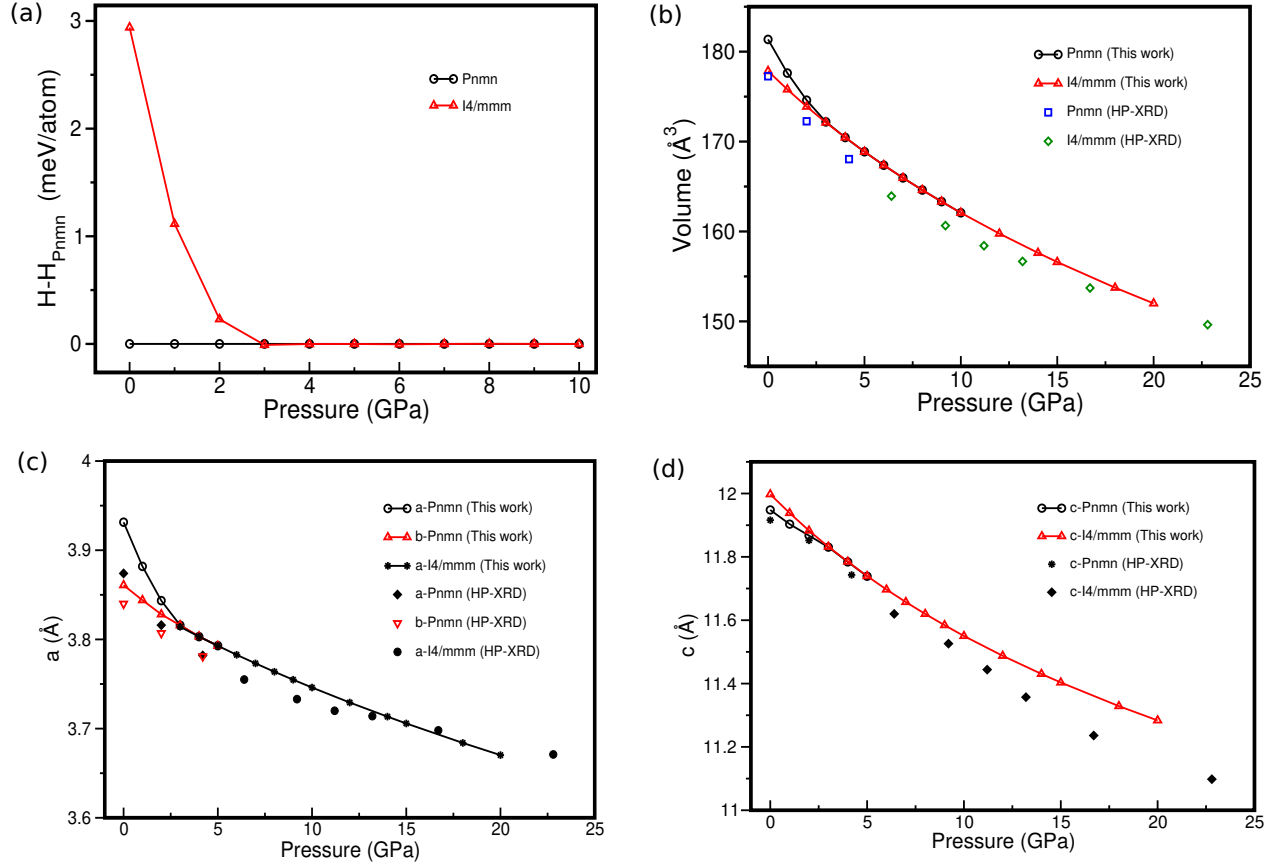 (a)
3
2
1
0
H-H_Pnmn (meV/atom)
Pnmn
I4/mmm
0 2 4 6 8 10
Pressure (GPa)
(b)
180
170
160
150
Volume (Å^3)
Pnmn (This work)
I4/mmm (This work)
Pnmn (HP-XRD)
I4/mmm (HP-XRD)
0 5 10 15 20 25
Pressure (GPa)
(c)
4
3.9
3.8
3.7
3.6
a (Å)
a-Pnmn (This work)
b-Pnmn (This work)
a-I4/mmm (This work)
a-Pnmn (HP-XRD)
b-Pnmn (HP-XRD)
a-I4/mmm (HP-XRD)
0 5 10 15 20 25
Pressure (GPa)
(d)
12
11.8
11.6
11.4
11.2
11
c (Å)
c-Pnmn (This work)
c-I4/mmm (This work)
c-Pnmn (HP-XRD)
c-I4/mmm (HP-XRD)
0 5 10 15 20 25
Pressure (GPa)